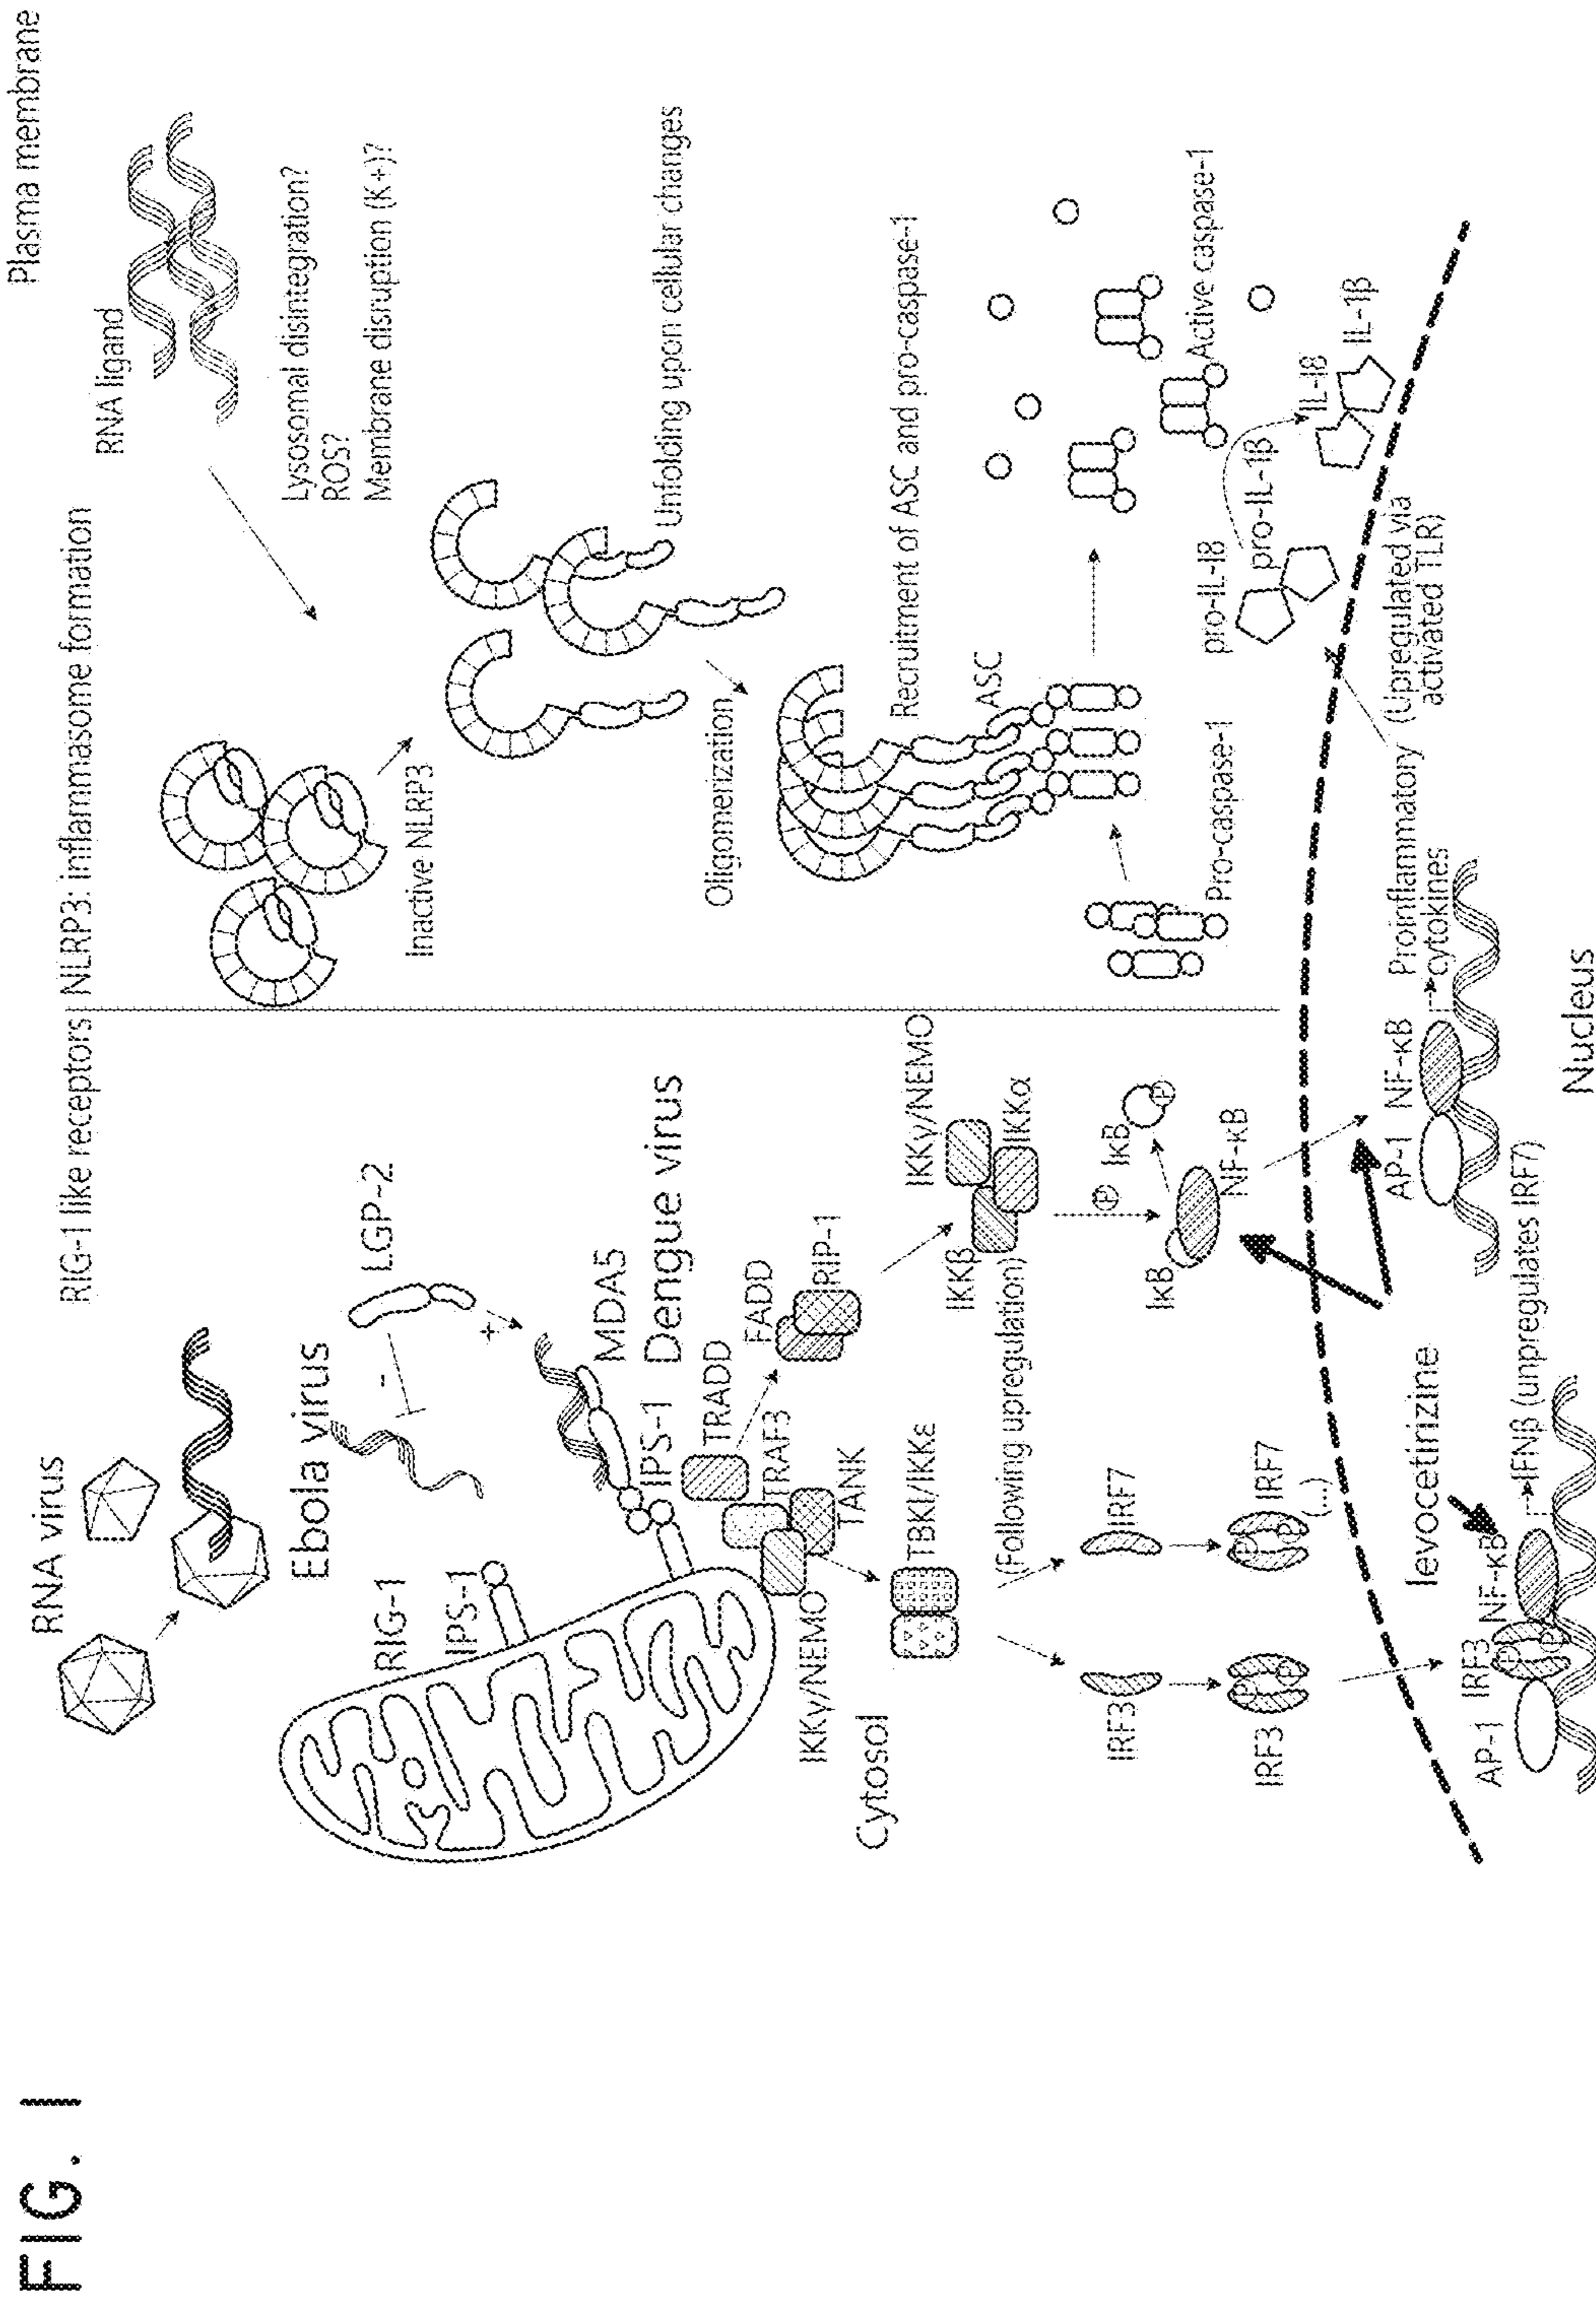 FIG. 1
Plasma membrane
RIG-1 like receptors
NLRP3: inflammasome formation
RNA virus
Ebola virus
LGP-2
-
+
RIG-1
IPS-1
MDA5
IPS-1
Dengue virus
TRADD
TRAF3
FADD
RIP-1
TANK
IKKγ/NEMO
Cytosol
TBKI/IKKε
(Following upregulation)
IKKγ/NEMO
IKKβ
IKKα
IRF3
IRF7
P
IκB
IκB
P
NF-κB
IRF3
P
P
IRF7
P
P
(...)
levocetirizine
AP-1
IRF3
NF-κB
P
P
IFNβ (unpregulates IRF7)
AP-1
NF-κB
Proinflammatory
cytokines
(Upregulated via
activated TLR)
Nucleus
RNA ligand
Lysosomal disintegration?
ROS?
Membrane disruption (K+)?
Inactive NLRP3
Unfolding upon cellular changes
Oligomerization
Recruitment of ASC and pro-caspase-1
ASC
Pro-caspase-1
Active caspase-1
pro-IL-I8
pro-IL-1β
IL-I8
IL-1β